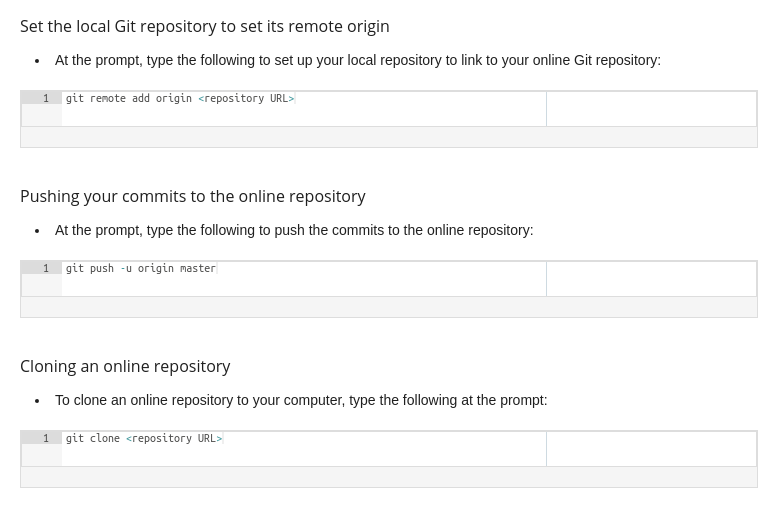 Set the local Git repository to set its remote origin
• At the prompt, type the following to set up your local repository to link to your online Git repository:
1 git remote add origin <repository URL>
Pushing your commits to the online repository
• At the prompt, type the following to push the commits to the online repository:
1 git push -u origin master
Cloning an online repository
• To clone an online repository to your computer, type the following at the prompt:
1 git clone <repository URL>